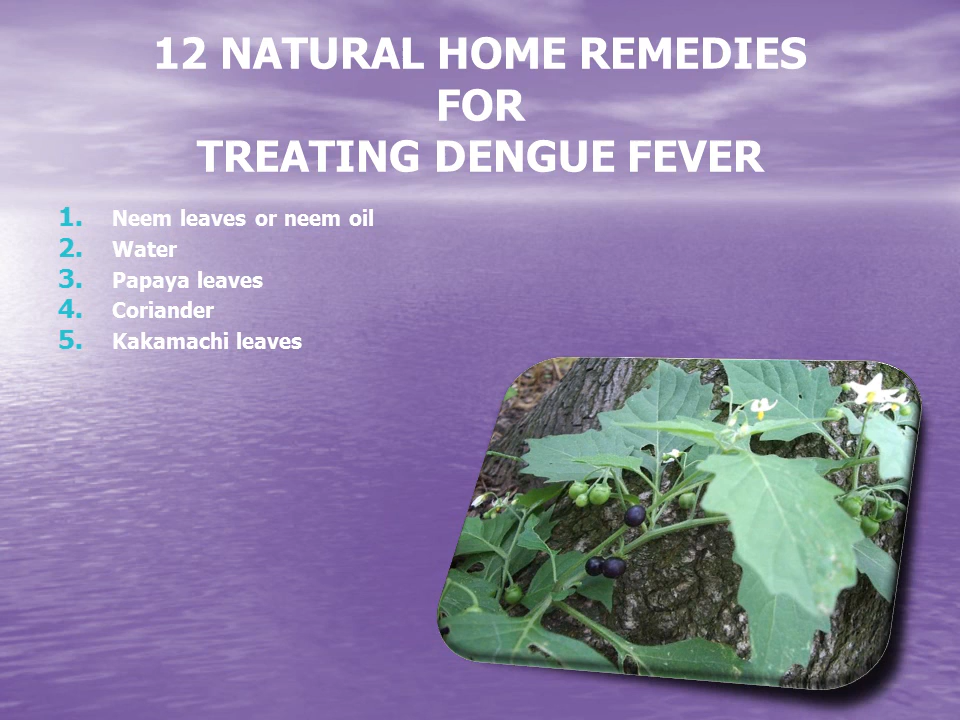 12 NATURAL HOME REMEDIES
FOR
TREATING DENGUE FEVER
1. Neem leaves or neem oil
2. Water
3. Papaya leaves
4. Coriander
5. Kakamachi leaves